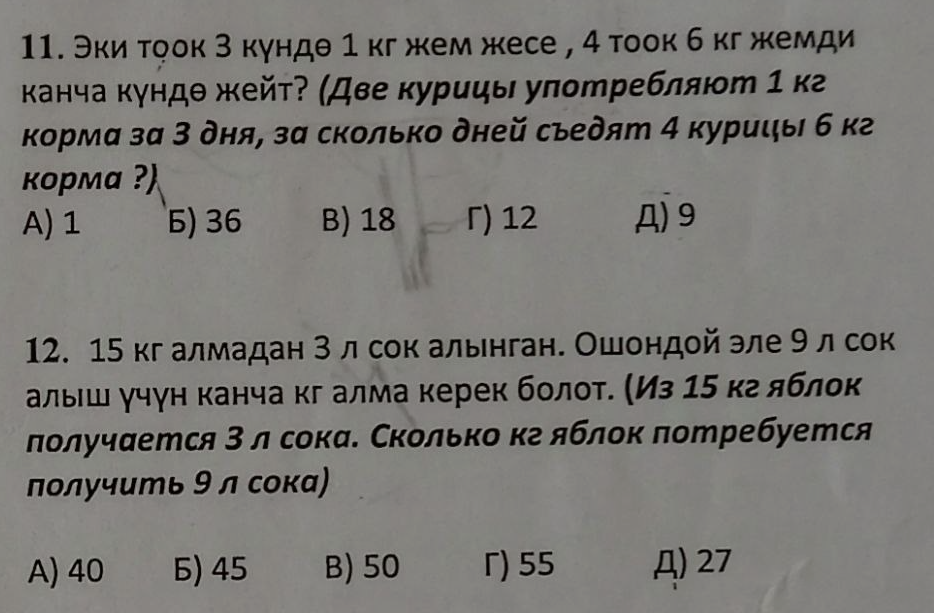 11. Эки тоок 3 күндө 1 кг жем жесе , 4 тоок 6 кг жемди
канча күндө жейт? (Две курицы употребляют 1 кг
корма за 3 дня, за сколько дней съедят 4 курицы 6 кг
корма ?)
А) 1 Б) 36 В) 18 Г) 12 Д) 9
12. 15 кг алмадан 3 л сок алынган. Ошондой эле 9 л сок
алыш үчүн канча кг алма керек болот. (Из 15 кг яблок
получается 3 л сока. Сколько кг яблок потребуется
получить 9 л сока)
А) 40 Б) 45 В) 50 Г) 55 Д) 27